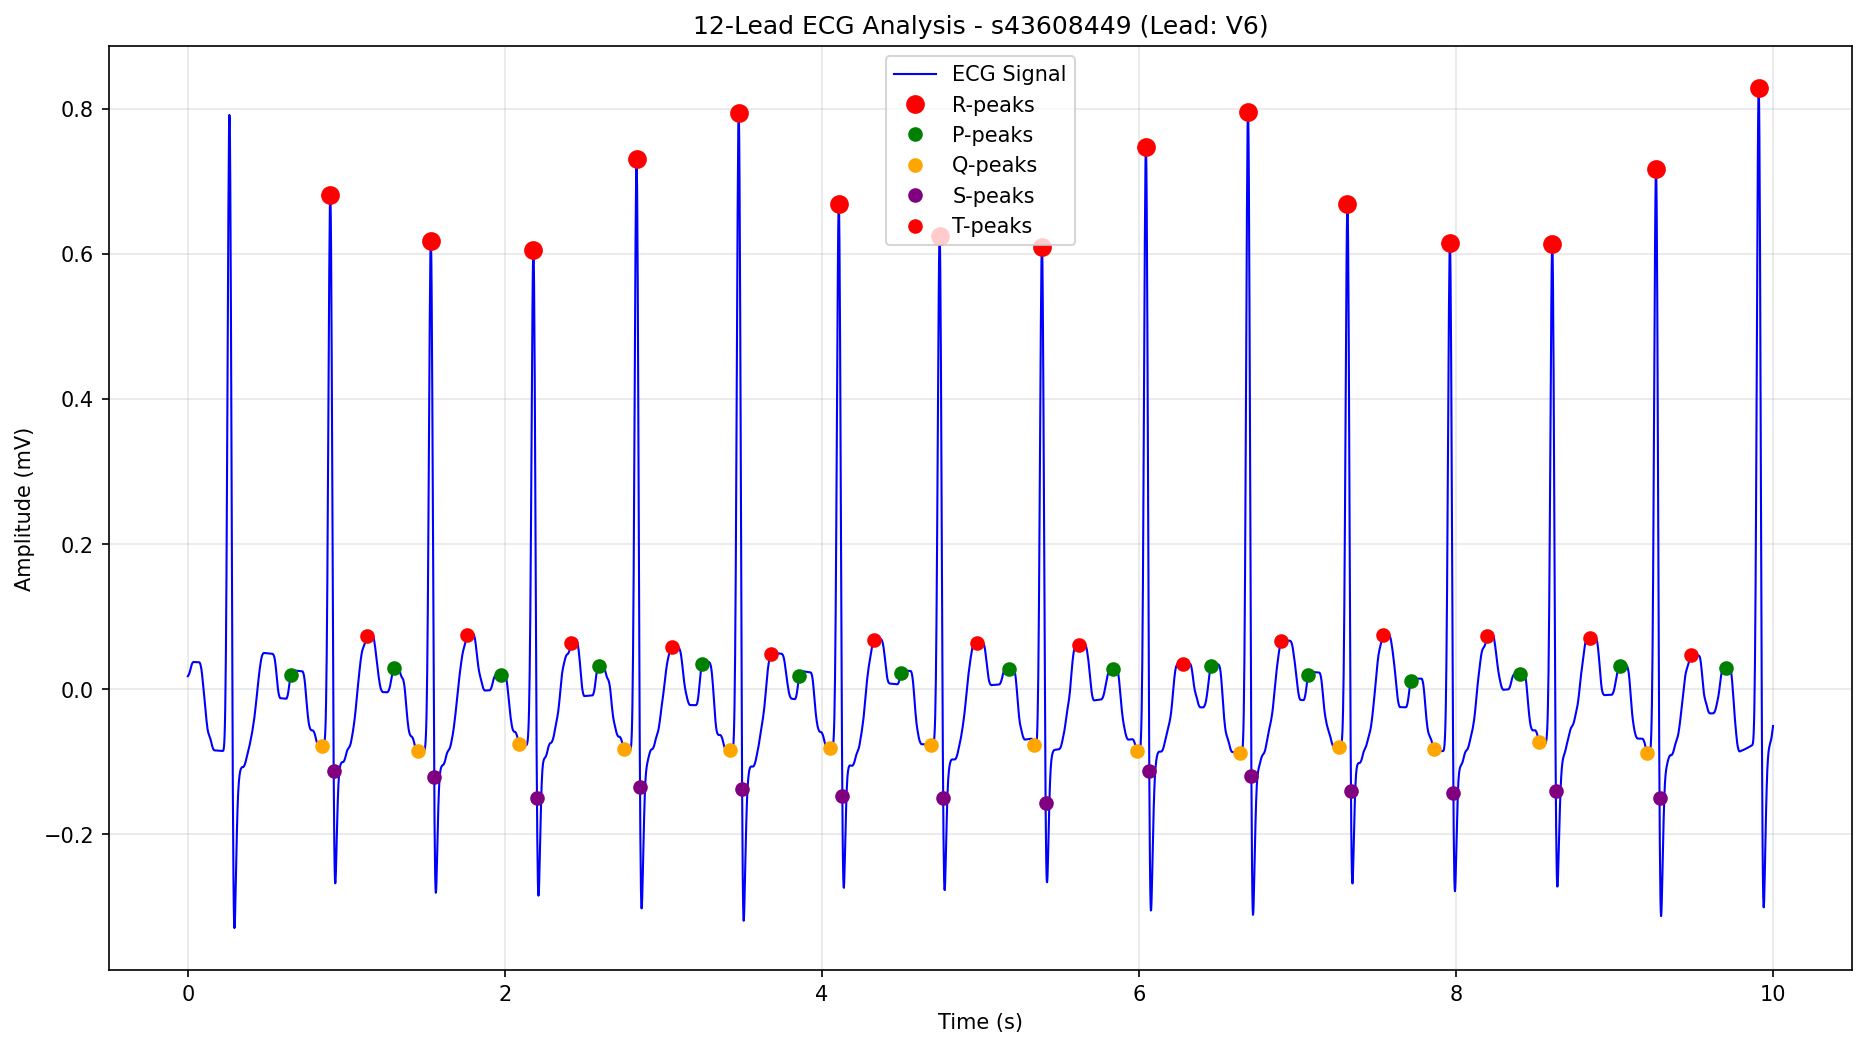 12-Lead ECG Analysis - s43608449 (Lead: V6)
ECG Signal
R-peaks
P-peaks
Q-peaks
S-peaks
T-peaks
Amplitude (mV)
0.8
0.6
0.4
0.2
0.0
−0.2
0 2 4 6 8 10
Time (s)